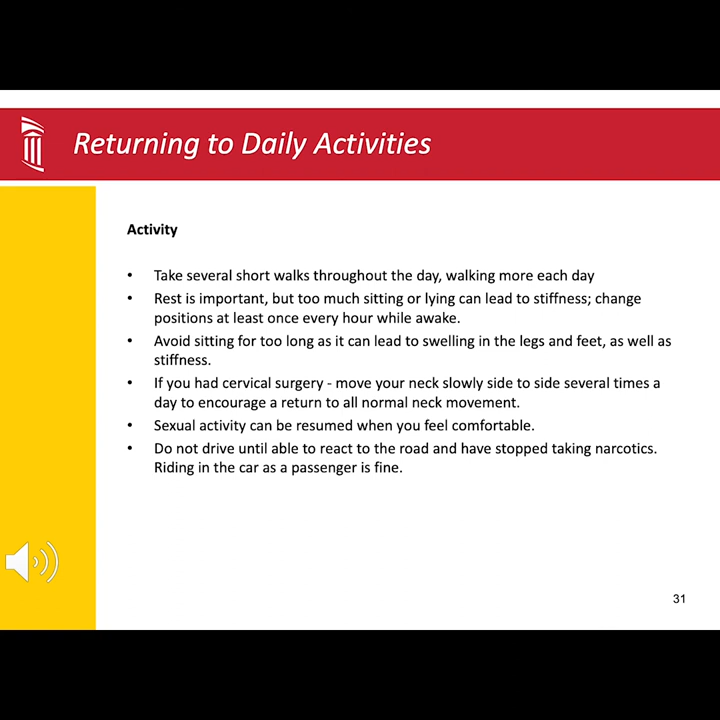 Returning to Daily Activities
Activity
• Take several short walks throughout the day, walking more each day
• Rest is important, but too much sitting or lying can lead to stiffness; change
positions at least once every hour while awake.
• Avoid sitting for too long as it can lead to swelling in the legs and feet, as well as
stiffness.
• If you had cervical surgery - move your neck slowly side to side several times a
day to encourage a return to all normal neck movement.
• Sexual activity can be resumed when you feel comfortable.
• Do not drive until able to react to the road and have stopped taking narcotics.
Riding in the car as a passenger is fine.
31